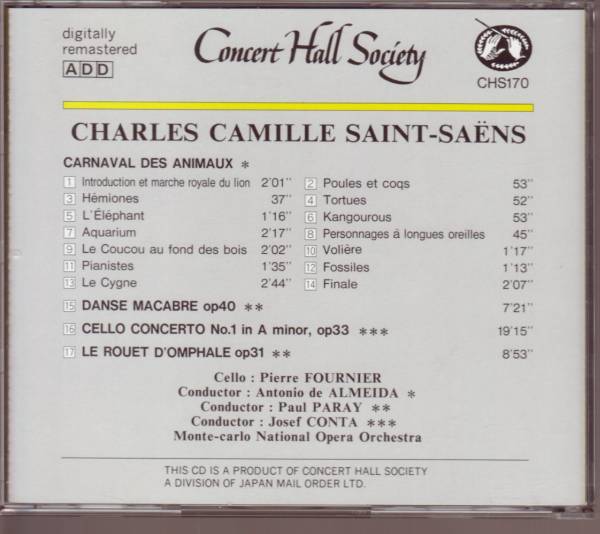 digitally
remastered
ADD
Concert Hall Society
CHS170
CHARLES CAMILLE SAINT-SAËNS
CARNAVAL DES ANIMAUX *
1 Introduction et marche royale du lion 2'01"
2 Poules et coqs 53"
3 Hémiones 37"
4 Tortues 52"
5 L'Éléphant 1'16"
6 Kangourous 53"
7 Aquarium 2'17"
8 Personnages à longues oreilles 45"
9 Le Coucou au fond des bois 2'02"
10 Volière 1'17"
11 Pianistes 1'35"
12 Fossiles 1'13"
13 Le Cygne 2'44"
14 Finale 2'07"
15 DANSE MACABRE op40 ** 7'21"
16 CELLO CONCERTO No.1 in A minor, op33 *** 19'15"
17 LE ROUET D'OMPHALE op31 ** 8'53"
Cello : Pierre FOURNIER
Conductor : Antonio de ALMEIDA *
Conductor : Paul PARAY **
Conductor : Josef CONTA ***
Monte-carlo National Opera Orchestra
THIS CD IS A PRODUCT OF CONCERT HALL SOCIETY
A DIVISION OF JAPAN MAIL ORDER LTD.